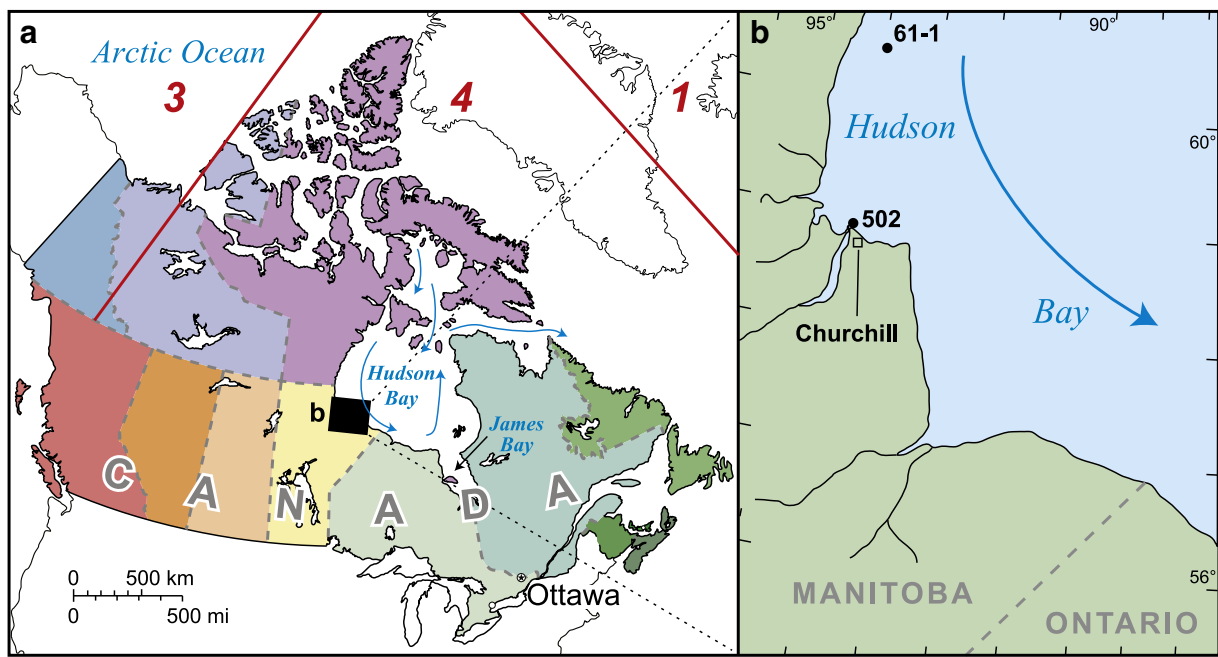 a
Arctic Ocean
3
4
1
Hudson
Bay
b
James
Bay
C A N A D A
0 500 km
0 500 mi
Ottawa
b
95°
90°
61-1
Hudson
60°
502
Bay
Churchill
56°
MANITOBA
ONTARIO